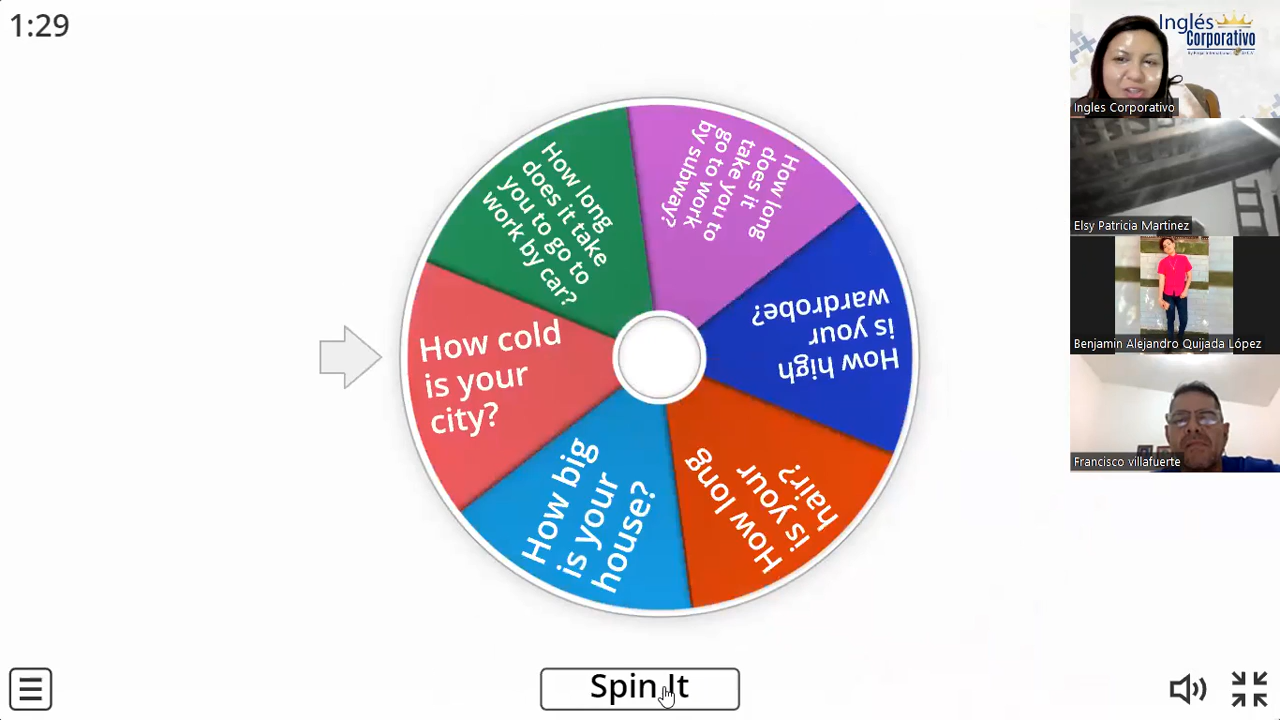 1:29
How long
does it
take you to
go to work
by subway?
How long
does it take
you to go to
work by car?
How high
is your
wardrobe?
How cold
is your
city?
How big
is your
house?
How long
is your
hair?
Spin It
Inglés
Corporativo
Ingles Corporativo
Elsy Patricia Martinez
Benjamin Alejandro Quijada López
Francisco villafuerte